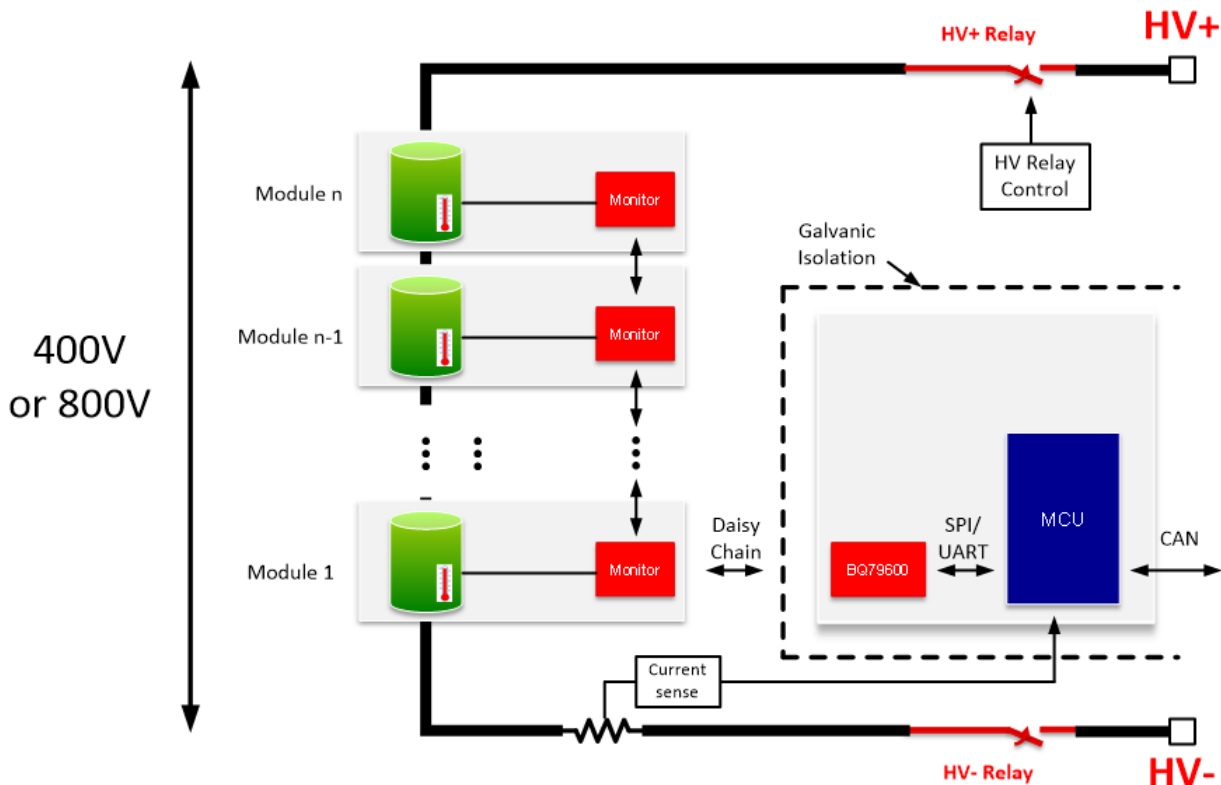 HV+
HV+ Relay
HV Relay
Control
Module n
Monitor
Galvanic
Isolation
Module n-1
Monitor
400V
or 800V
Module 1
Monitor
Daisy
Chain
BQ79600
SPI/
UART
MCU
CAN
Current
sense
HV- Relay
HV-